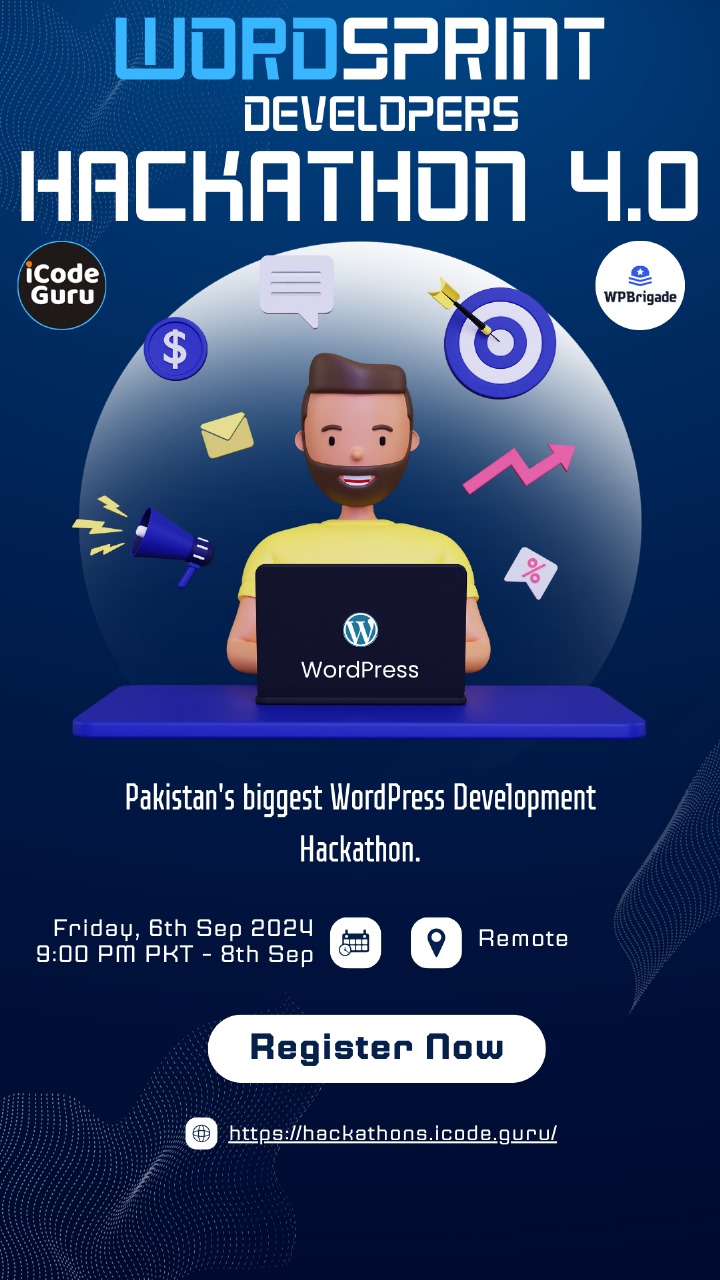 WORDSPRINT
DEVELOPERS
HACKATHON 4.0
iCode
Guru
WPBrigade
$
%
W
WordPress
Pakistan's biggest WordPress Development
Hackathon.
Friday, 6th Sep 2024
9:00 PM PKT - 8th Sep
Remote
Register Now
https://hackathons.icode.guru/